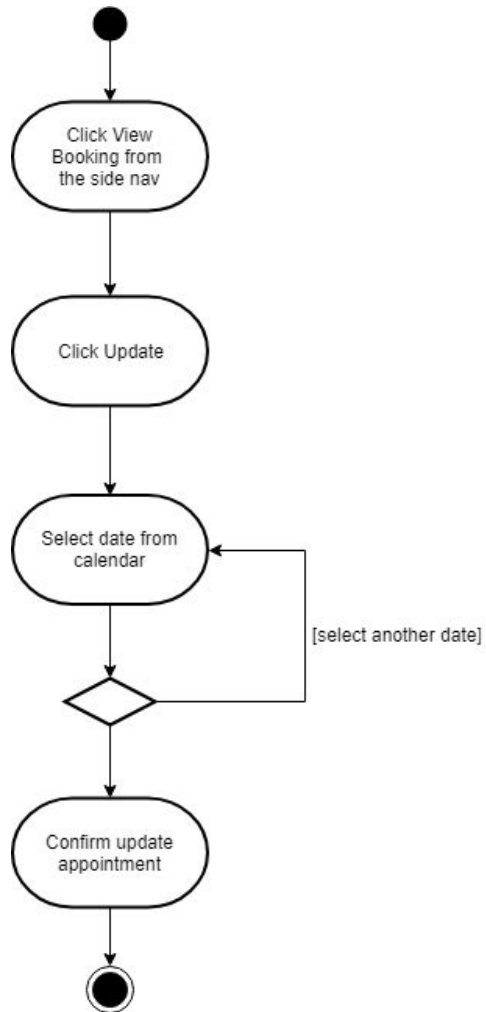 Click View
Booking from
the side nav
Click Update
Select date from
calendar
[select another date]
Confirm update
appointment